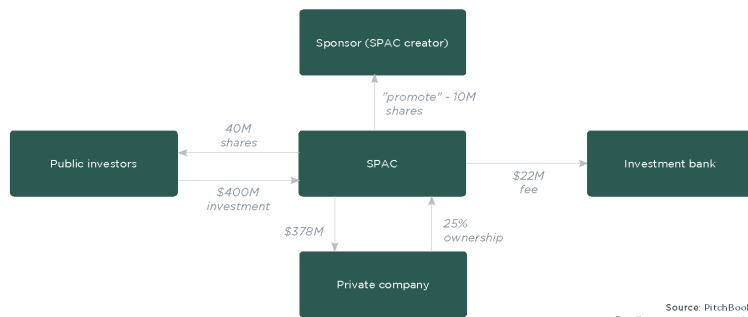 Sponsor (SPAC creator)
"promote" - 10M
shares
40M
shares
Public investors
SPAC
Investment bank
$400M
investment
$22M
fee
$378M
25%
ownership
Private company
Source: PitchBook